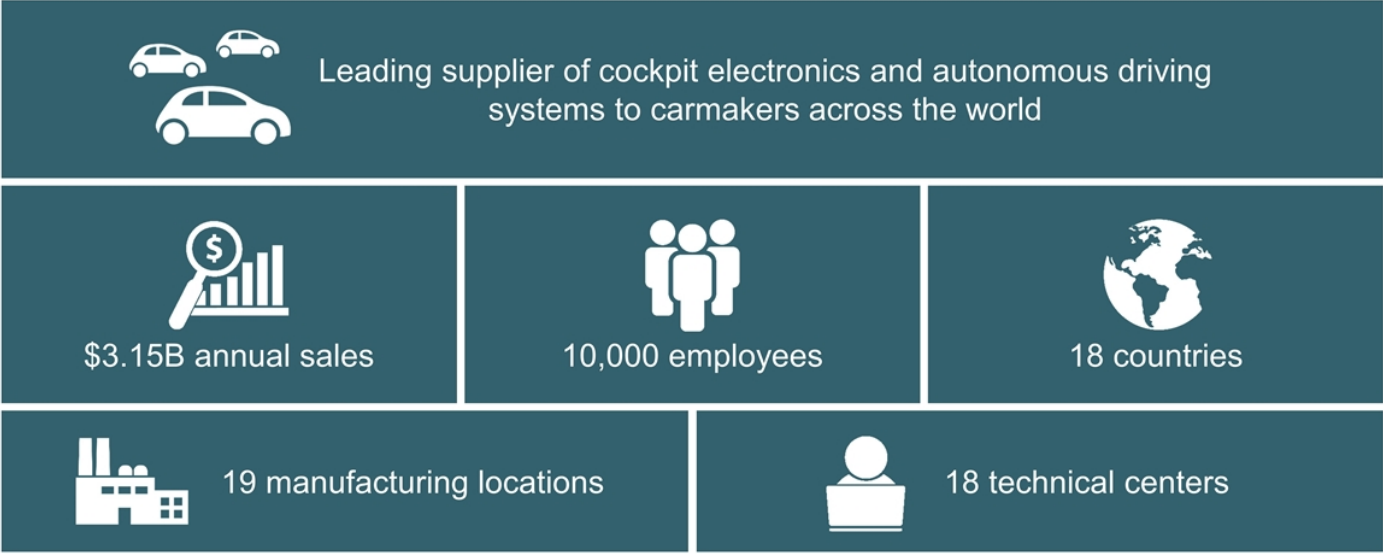 Leading supplier of cockpit electronics and autonomous driving
systems to carmakers across the world
$
$3.15B annual sales
10,000 employees
18 countries
19 manufacturing locations
18 technical centers